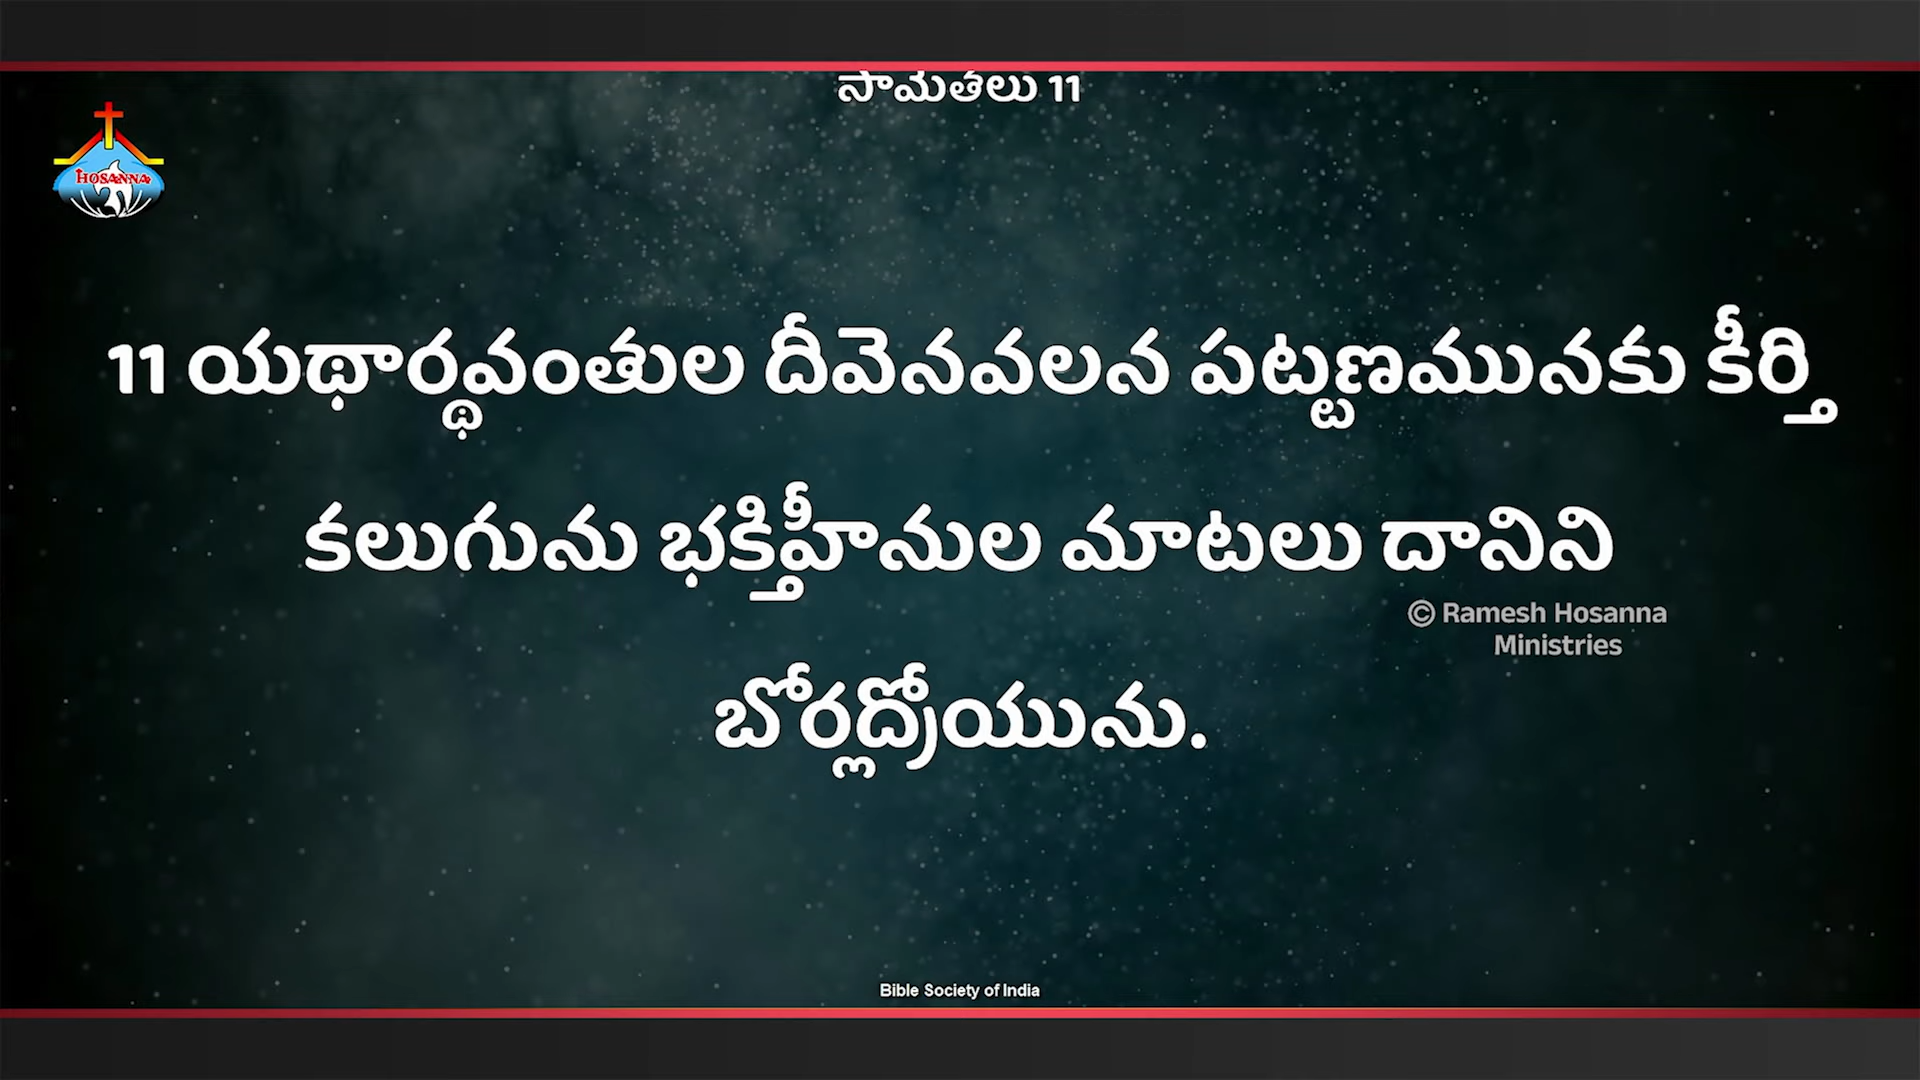 సామెతలు 11
HOSANNA
11 యథార్థవంతుల దీవెనవలన పట్టణమునకు కీర్తి
కలుగును భక్తిహీనుల మాటలు దానిని
© Ramesh Hosanna
Ministries
బోర్లద్రోయును.
Bible Society of India